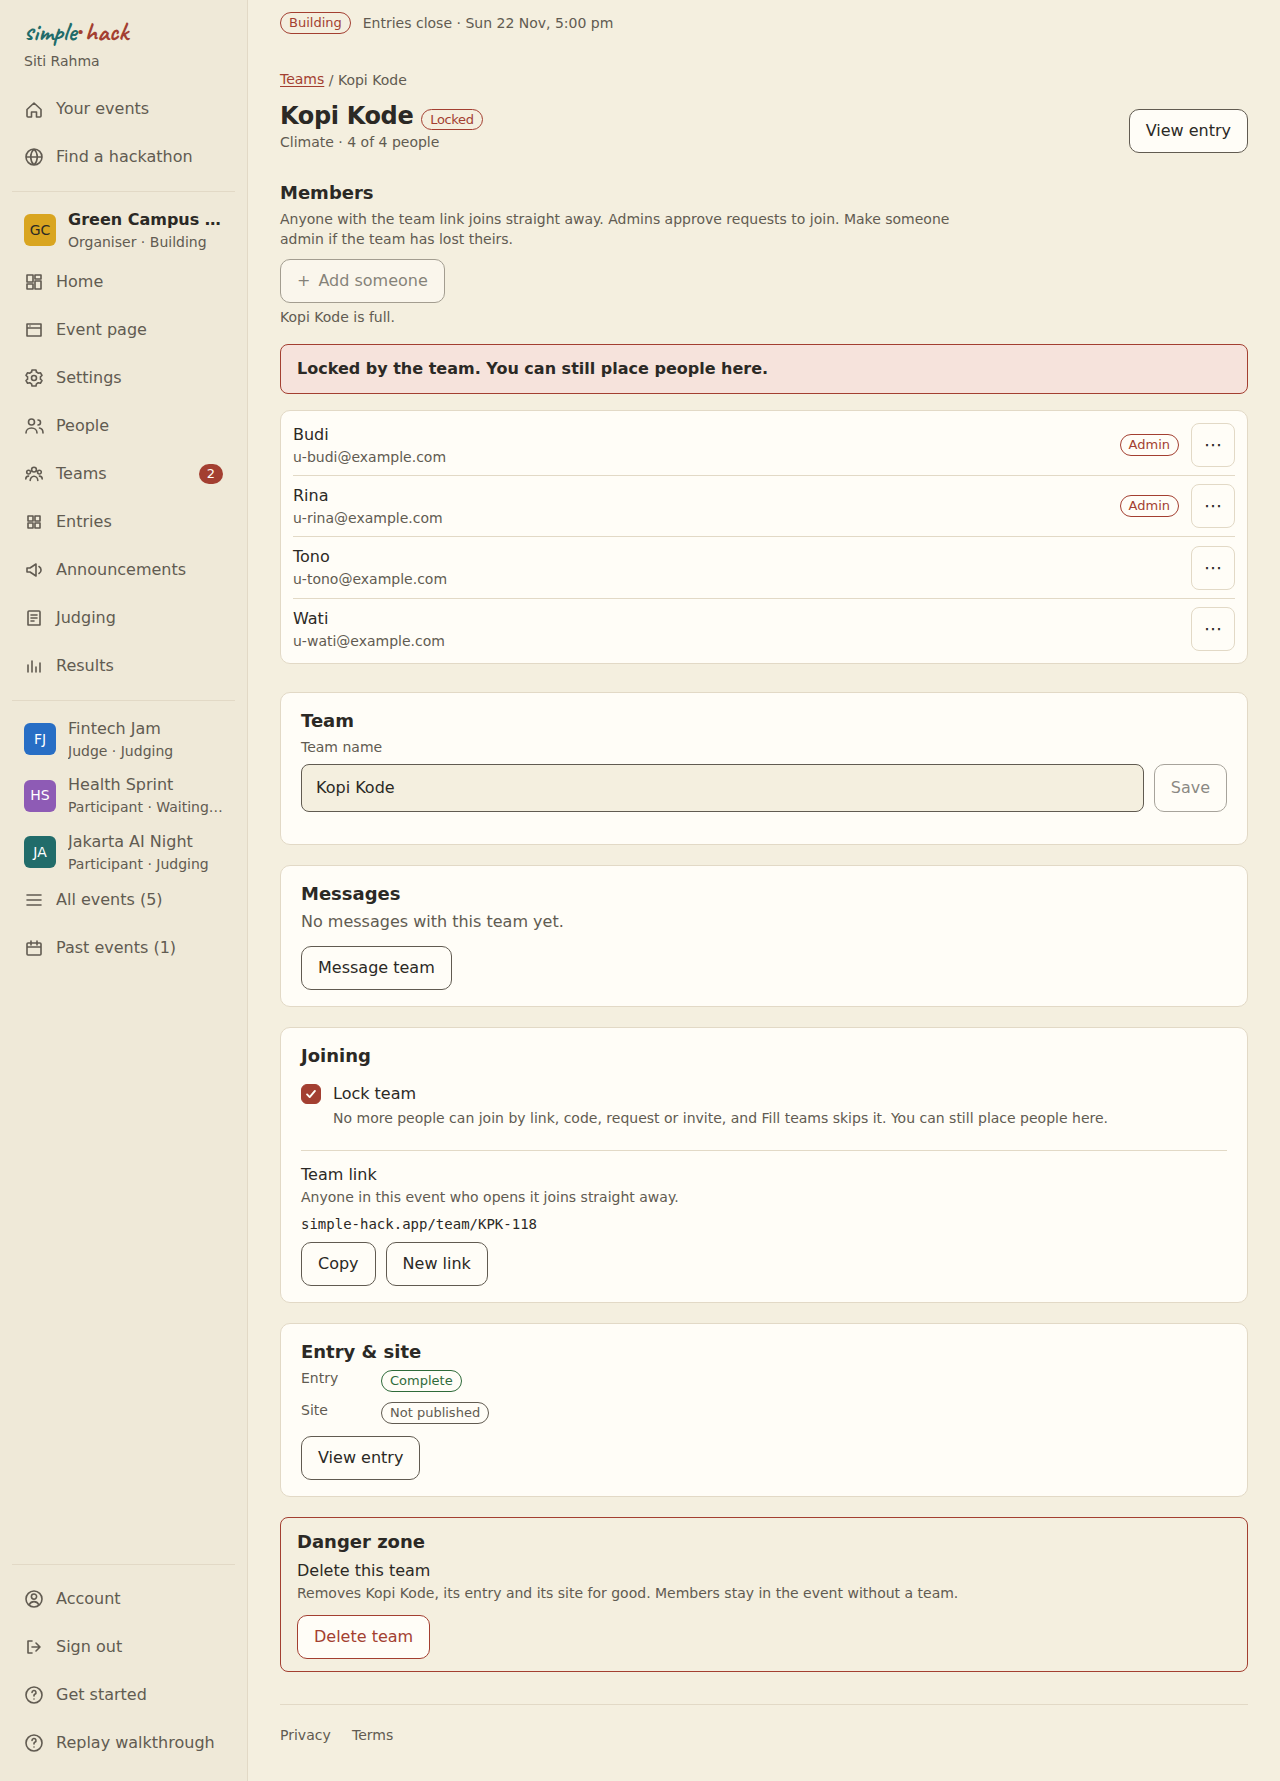 simple·hack
Siti Rahma
Your events
Find a hackathon
GC
Green Campus …
Organiser · Building
Home
Event page
Settings
People
Teams
2
Entries
Announcements
Judging
Results
FJ
Fintech Jam
Judge · Judging
HS
Health Sprint
Participant · Waiting…
JA
Jakarta AI Night
Participant · Judging
All events (5)
Past events (1)
Account
Sign out
Get started
Replay walkthrough
Building
Entries close · Sun 22 Nov, 5:00 pm
Teams / Kopi Kode
Kopi Kode
Locked
Climate · 4 of 4 people
View entry
Members
Anyone with the team link joins straight away. Admins approve requests to join. Make someone
admin if the team has lost theirs.
+ Add someone
Kopi Kode is full.
Locked by the team. You can still place people here.
Budi
u-budi@example.com
Admin
Rina
u-rina@example.com
Admin
Tono
u-tono@example.com
Wati
u-wati@example.com
Team
Team name
Kopi Kode
Save
Messages
No messages with this team yet.
Message team
Joining
Lock team
No more people can join by link, code, request or invite, and Fill teams skips it. You can still place people here.
Team link
Anyone in this event who opens it joins straight away.
simple-hack.app/team/KPK-118
Copy
New link
Entry & site
Entry
Complete
Site
Not published
View entry
Danger zone
Delete this team
Removes Kopi Kode, its entry and its site for good. Members stay in the event without a team.
Delete team
Privacy
Terms